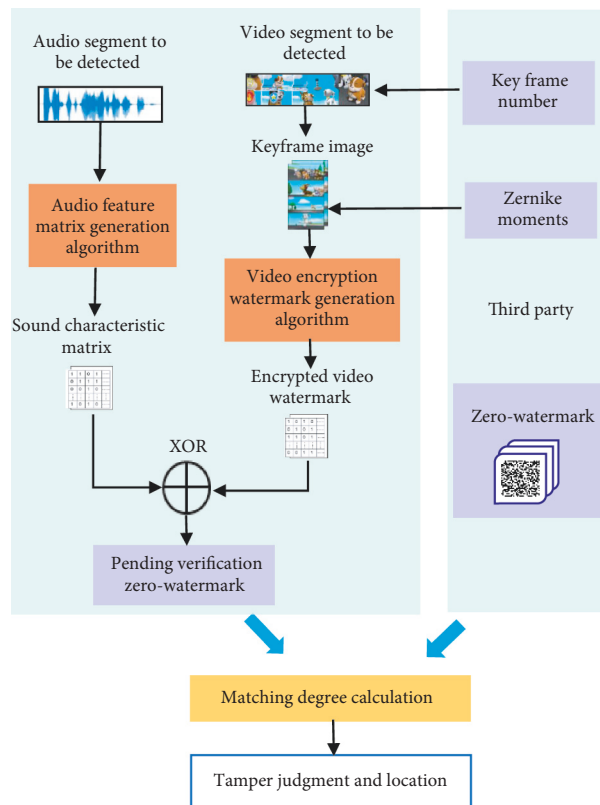 Audio segment to
be detected
Video segment to be
detected
Key frame
number
Keyframe image
Audio feature
matrix generation
algorithm
Zernike
moments
Video encryption
watermark generation
algorithm
Third party
Sound characteristic
matrix
Encrypted video
watermark
Zero-watermark
XOR
Pending verification
zero-watermark
Matching degree calculation
Tamper judgment and location